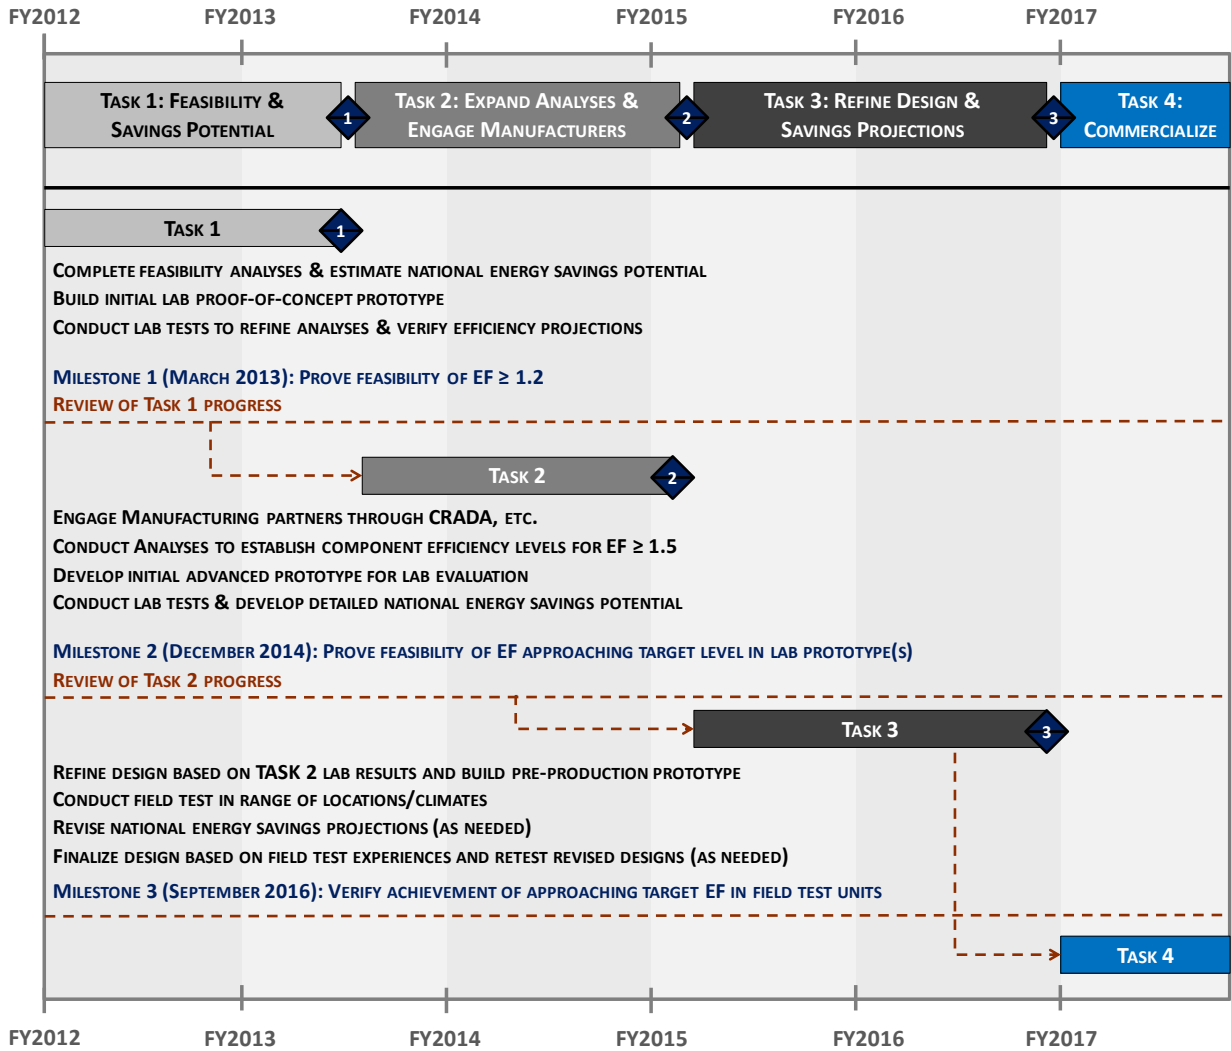 FY2012 FY2013 FY2014 FY2015 FY2016 FY2017
Task 1: Feasibility &
Savings Potential
1
Task 2: Expand Analyses &
Engage Manufacturers
2
Task 3: Refine Design &
Savings Projections
3
Task 4:
Commercialize
Task 1
1
Complete feasibility analyses & estimate national energy savings potential
Build initial lab proof-of-concept prototype
Conduct lab tests to refine analyses & verify efficiency projections
Milestone 1 (March 2013): Prove feasibility of EF ≥ 1.2
Review of Task 1 progress
Task 2
2
Engage Manufacturing partners through CRADA, etc.
Conduct Analyses to establish component efficiency levels for EF ≥ 1.5
Develop initial advanced prototype for lab evaluation
Conduct lab tests & develop detailed national energy savings potential
Milestone 2 (December 2014): Prove feasibility of EF approaching target level in lab prototype(s)
Review of Task 2 progress
Task 3
3
Refine design based on TASK 2 lab results and build pre-production prototype
Conduct field test in range of locations/climates
Revise national energy savings projections (as needed)
Finalize design based on field test experiences and retest revised designs (as needed)
Milestone 3 (September 2016): Verify achievement of approaching target EF in field test units
Task 4
FY2012 FY2013 FY2014 FY2015 FY2016 FY2017